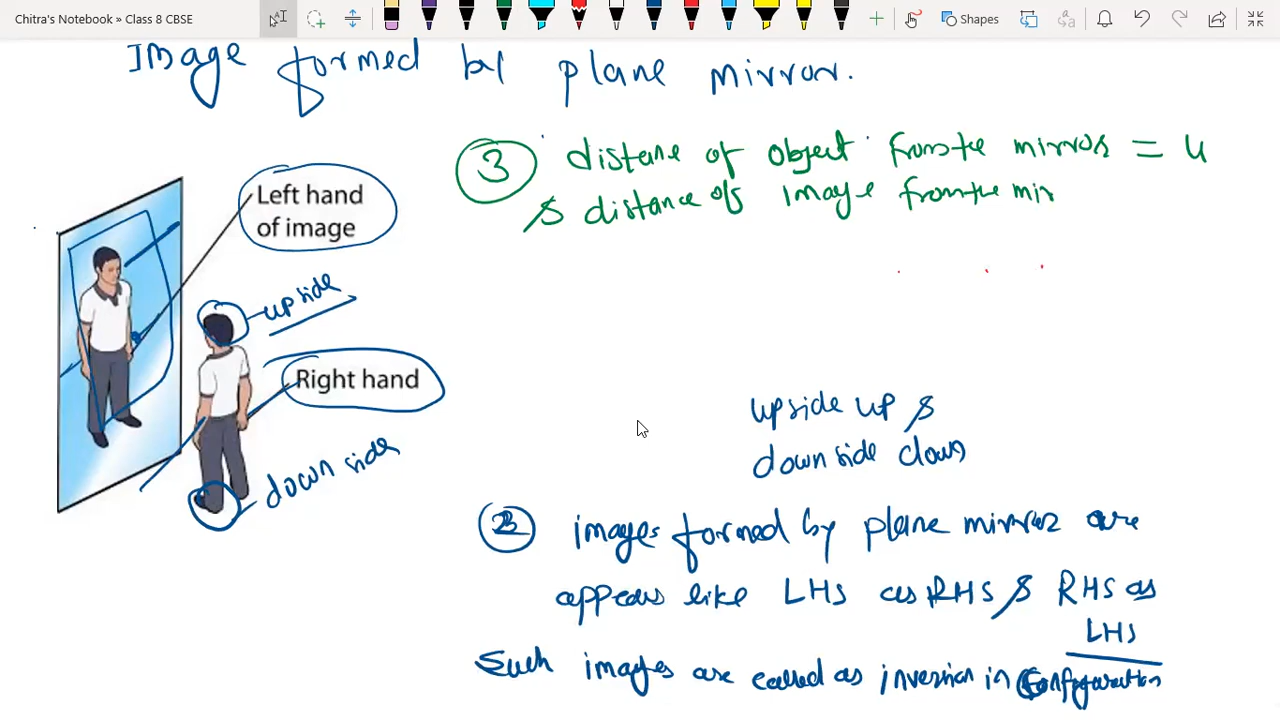 Chitra's Notebook » Class 8 CBSE
Shapes
Image formed by plane mirror.
3 distane of object from the mirror = u
& distance of image from the mir
Left hand
of image
up side
Right hand
down side
upside up &
down side down
2 images formed by plane mirror are
appears like LHS as RHS & RHS as
LHS
Such images are called as inversion in Configuration